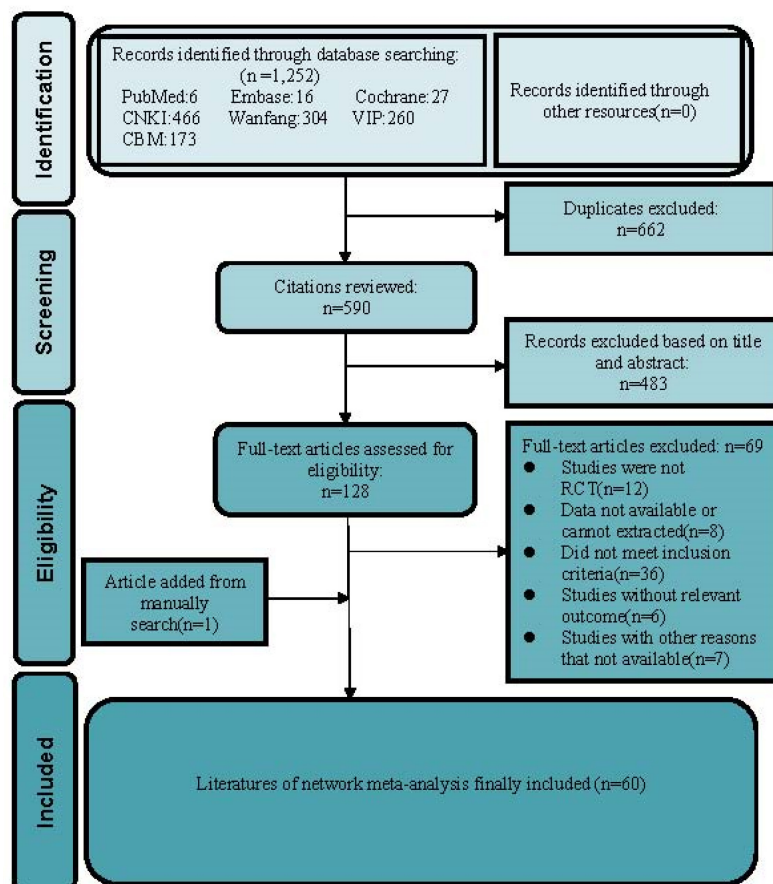 Identification
Records identified through database searching:
(n=1,252)
PubMed:6 Embase:16 Cochrane:27
CNKI:466 Wanfang:304 VIP:260
CBM:173
Records identified through
other resources(n=0)
Duplicates excluded:
n=662
Screening
Citations reviewed:
n=590
Records excluded based on title
and abstract:
n=483
Eligibility
Full-text articles assessed for
eligibility:
n=128
Full-text articles excluded: n=69
● Studies were not
RCT(n=12)
● Data not available or
cannot extracted(n=8)
● Did not meet inclusion
criteria(n=36)
● Studies without relevant
outcome(n=6)
● Studies with other reasons
that not available(n=7)
Article added from
manually
search(n=1)
Included
Literatures of network meta-analysis finally included (n=60)